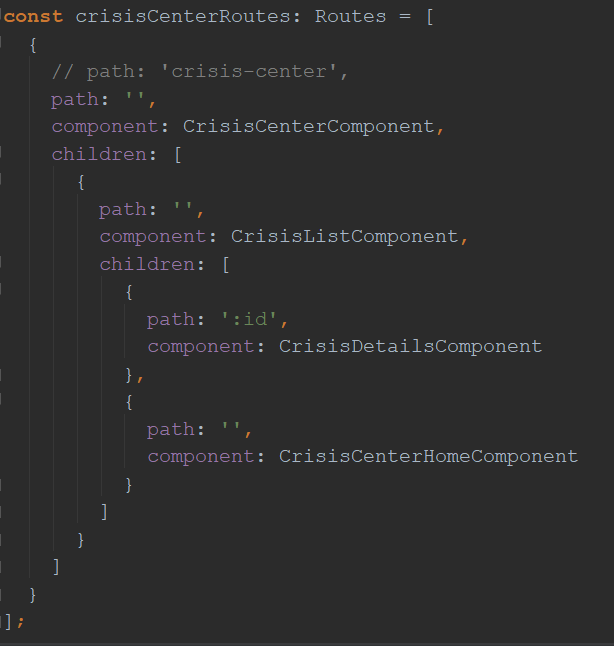 const crisisCenterRoutes: Routes = [
  {
    // path: 'crisis-center',
    path: '',
    component: CrisisCenterComponent,
    children: [
      {
        path: '',
        component: CrisisListComponent,
        children: [
          {
            path: ':id',
            component: CrisisDetailsComponent
          },
          {
            path: '',
            component: CrisisCenterHomeComponent
          }
        ]
      }
    ]
  }
];